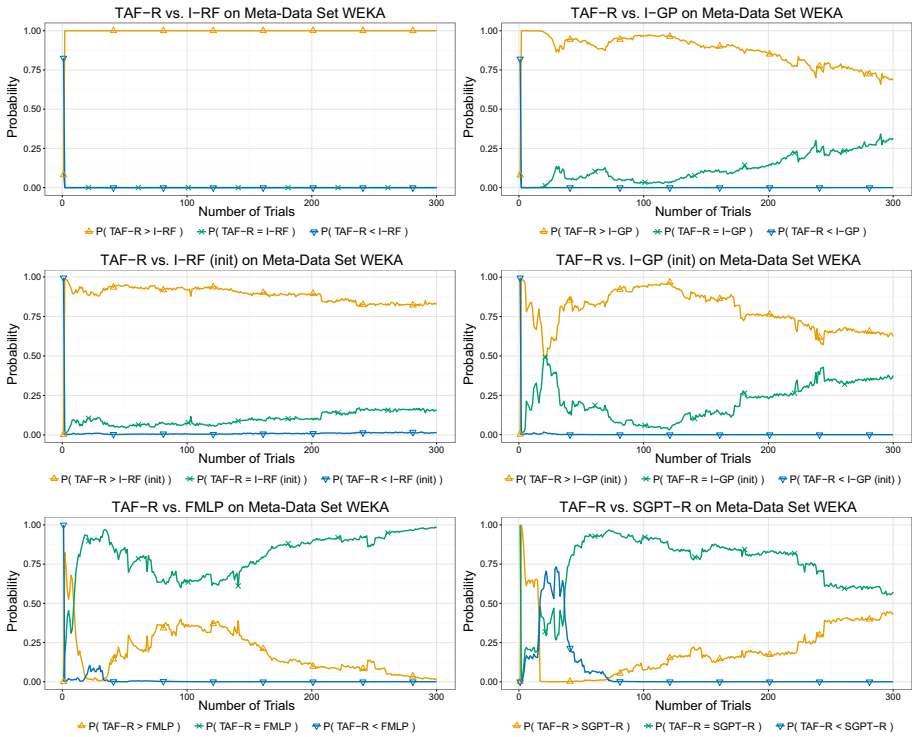 TAF−R vs. I−RF on Meta−Data Set WEKA
TAF−R vs. I−GP on Meta−Data Set WEKA
Probability
1.00
0.75
0.50
0.25
0.00
0
100
200
300
Number of Trials
P( TAF−R > I−RF )
P( TAF−R = I−RF )
P( TAF−R < I−RF )
Probability
1.00
0.75
0.50
0.25
0.00
0
100
200
300
Number of Trials
P( TAF−R > I−GP )
P( TAF−R = I−GP )
P( TAF−R < I−GP )
TAF−R vs. I−RF (init) on Meta−Data Set WEKA
TAF−R vs. I−GP (init) on Meta−Data Set WEKA
Probability
1.00
0.75
0.50
0.25
0.00
0
100
200
300
Number of Trials
P( TAF−R > I−RF (init) )
P( TAF−R = I−RF (init) )
P( TAF−R < I−RF (init) )
Probability
1.00
0.75
0.50
0.25
0.00
0
100
200
300
Number of Trials
P( TAF−R > I−GP (init) )
P( TAF−R = I−GP (init) )
P( TAF−R < I−GP (init) )
TAF−R vs. FMLP on Meta−Data Set WEKA
TAF−R vs. SGPT−R on Meta−Data Set WEKA
Probability
1.00
0.75
0.50
0.25
0.00
0
100
200
300
Number of Trials
P( TAF−R > FMLP )
P( TAF−R = FMLP )
P( TAF−R < FMLP )
Probability
1.00
0.75
0.50
0.25
0.00
0
100
200
300
Number of Trials
P( TAF−R > SGPT−R )
P( TAF−R = SGPT−R )
P( TAF−R < SGPT−R )